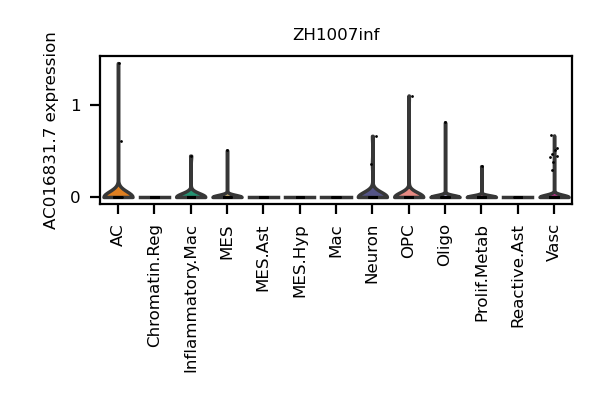 ZH1007inf
AC016831.7 expression
1
0
AC
Chromatin.Reg
Inflammatory.Mac
MES
MES.Ast
MES.Hyp
Mac
Neuron
OPC
Oligo
Prolif.Metab
Reactive.Ast
Vasc